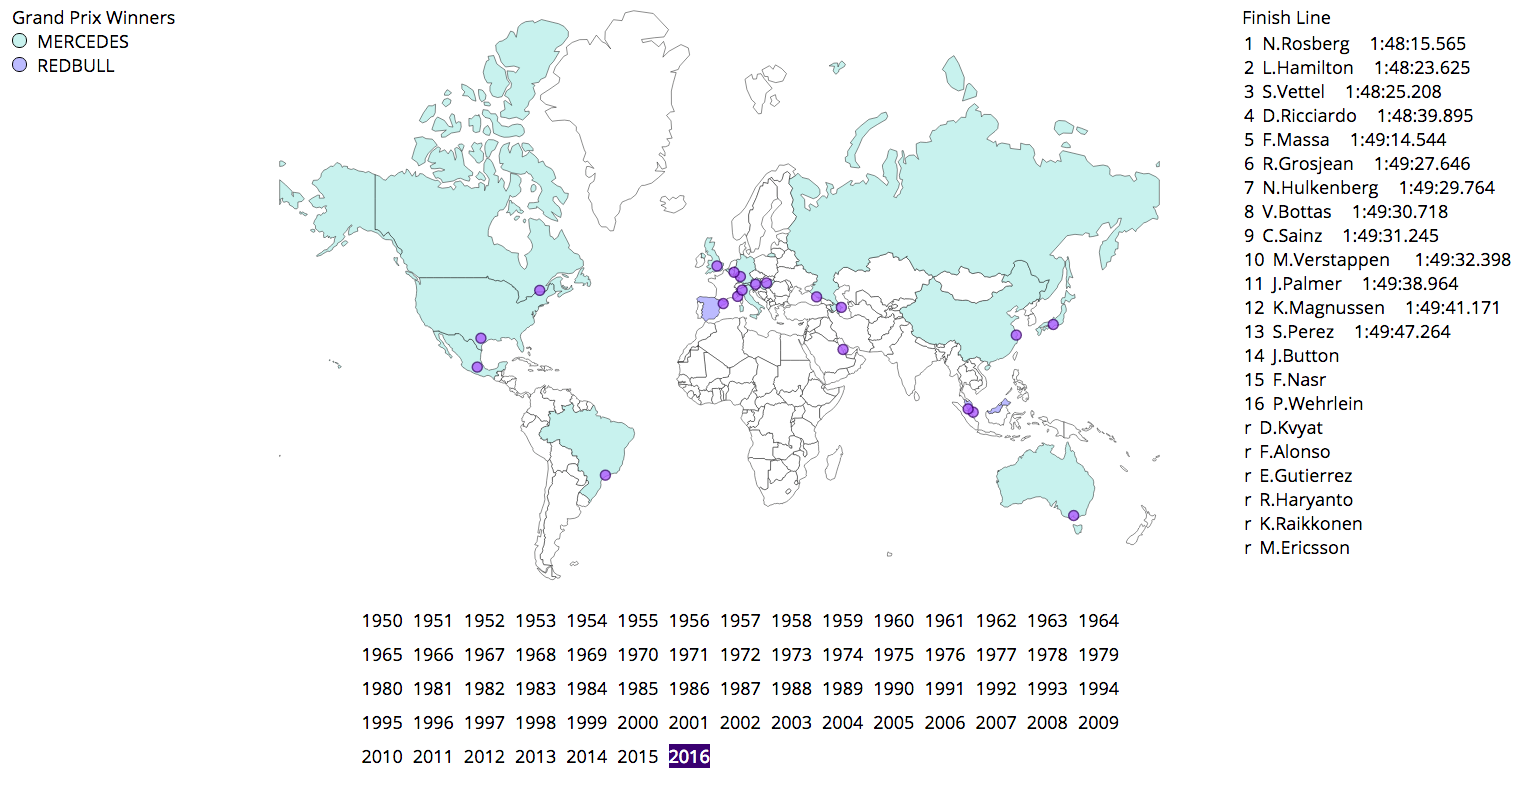 Grand Prix Winners
MERCEDES
REDBULL
Finish Line
1 N.Rosberg 1:48:15.565
2 L.Hamilton 1:48:23.625
3 S.Vettel 1:48:25.208
4 D.Ricciardo 1:48:39.895
5 F.Massa 1:49:14.544
6 R.Grosjean 1:49:27.646
7 N.Hulkenberg 1:49:29.764
8 V.Bottas 1:49:30.718
9 C.Sainz 1:49:31.245
10 M.Verstappen 1:49:32.398
11 J.Palmer 1:49:38.964
12 K.Magnussen 1:49:41.171
13 S.Perez 1:49:47.264
14 J.Button
15 F.Nasr
16 P.Wehrlein
r D.Kvyat
r F.Alonso
r E.Gutierrez
r R.Haryanto
r K.Raikkonen
r M.Ericsson
1950 1951 1952 1953 1954 1955 1956 1957 1958 1959 1960 1961 1962 1963 1964
1965 1966 1967 1968 1969 1970 1971 1972 1973 1974 1975 1976 1977 1978 1979
1980 1981 1982 1983 1984 1985 1986 1987 1988 1989 1990 1991 1992 1993 1994
1995 1996 1997 1998 1999 2000 2001 2002 2003 2004 2005 2006 2007 2008 2009
2010 2011 2012 2013 2014 2015 2016